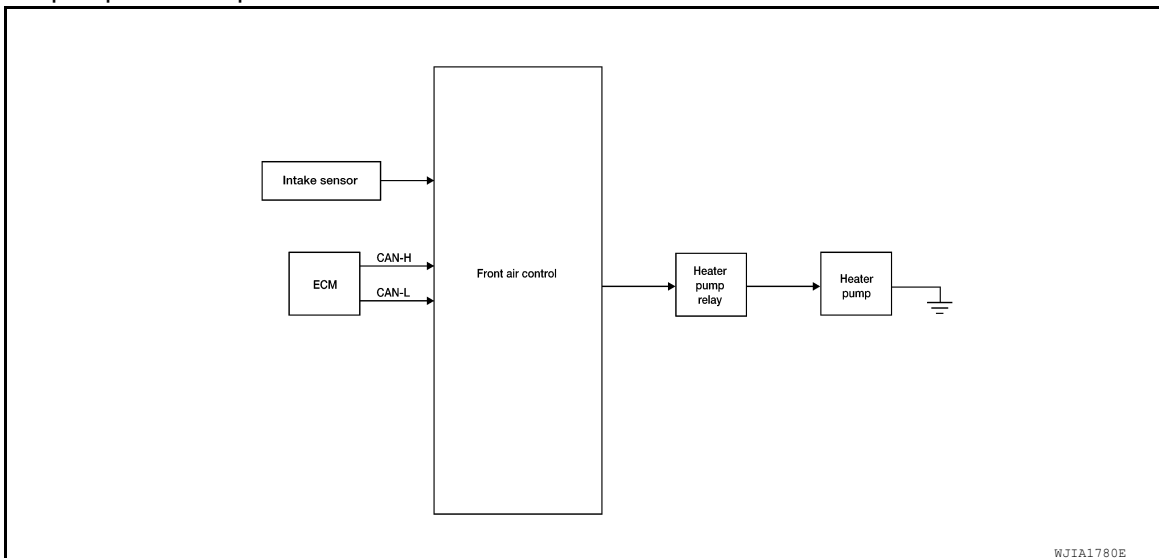 Intake sensor
CAN-H
ECM
CAN-L
Front air control
Heater
pump
relay
Heater
pump
WJIA1780E